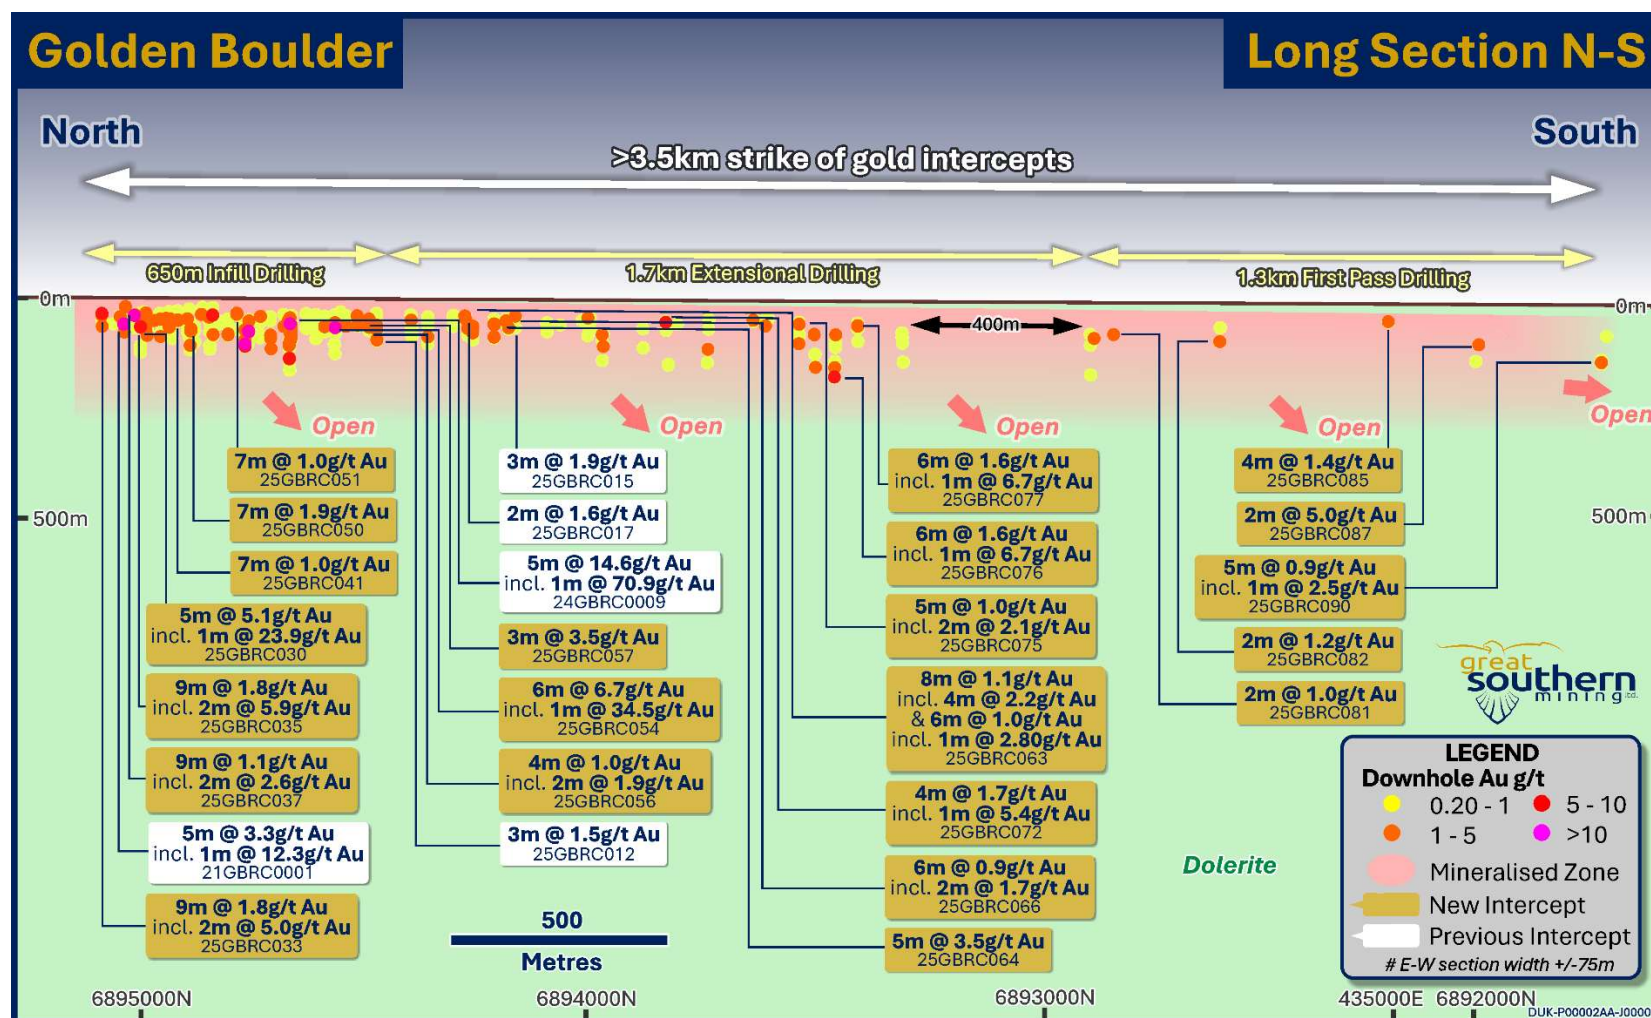 Golden Boulder
Long Section N-S
North
South
>3.5km strike of gold intercepts
650m Infill Drilling
1.7km Extensional Drilling
1.3km First Pass Drilling
0m
0m
400m
Open
Open
Open
Open
Open
500m
500m
7m @ 1.0g/t Au
25GBRC051
7m @ 1.9g/t Au
25GBRC050
7m @ 1.0g/t Au
25GBRC041
5m @ 5.1g/t Au
incl. 1m @ 23.9g/t Au
25GBRC030
9m @ 1.8g/t Au
incl. 2m @ 5.9g/t Au
25GBRC035
9m @ 1.1g/t Au
incl. 2m @ 2.6g/t Au
25GBRC037
5m @ 3.3g/t Au
incl. 1m @ 12.3g/t Au
21GBRC0001
9m @ 1.8g/t Au
incl. 2m @ 5.0g/t Au
25GBRC033
3m @ 1.9g/t Au
25GBRC015
2m @ 1.6g/t Au
25GBRC017
5m @ 14.6g/t Au
incl. 1m @ 70.9g/t Au
24GBRC0009
3m @ 3.5g/t Au
25GBRC057
6m @ 6.7g/t Au
incl. 1m @ 34.5g/t Au
25GBRC054
4m @ 1.0g/t Au
incl. 2m @ 1.9g/t Au
25GBRC056
3m @ 1.5g/t Au
25GBRC012
6m @ 1.6g/t Au
incl. 1m @ 6.7g/t Au
25GBRC077
6m @ 1.6g/t Au
incl. 1m @ 6.7g/t Au
25GBRC076
5m @ 1.0g/t Au
incl. 2m @ 2.1g/t Au
25GBRC075
8m @ 1.1g/t Au
incl. 4m @ 2.2g/t Au
& 6m @ 1.0g/t Au
incl. 1m @ 2.80g/t Au
25GBRC063
4m @ 1.7g/t Au
incl. 1m @ 5.4g/t Au
25GBRC072
6m @ 0.9g/t Au
incl. 2m @ 1.7g/t Au
25GBRC066
5m @ 3.5g/t Au
25GBRC064
4m @ 1.4g/t Au
25GBRC085
2m @ 5.0g/t Au
25GBRC087
5m @ 0.9g/t Au
incl. 1m @ 2.5g/t Au
25GBRC090
2m @ 1.2g/t Au
25GBRC082
2m @ 1.0g/t Au
25GBRC081
great
southern
mining ltd.
Dolerite
500
Metres
LEGEND
Downhole Au g/t
0.20 - 1
5 - 10
1 - 5
>10
Mineralised Zone
New Intercept
Previous Intercept
# E-W section width +/-75m
6895000N
6894000N
6893000N
435000E
6892000N
DUK-P00002AA-J0000